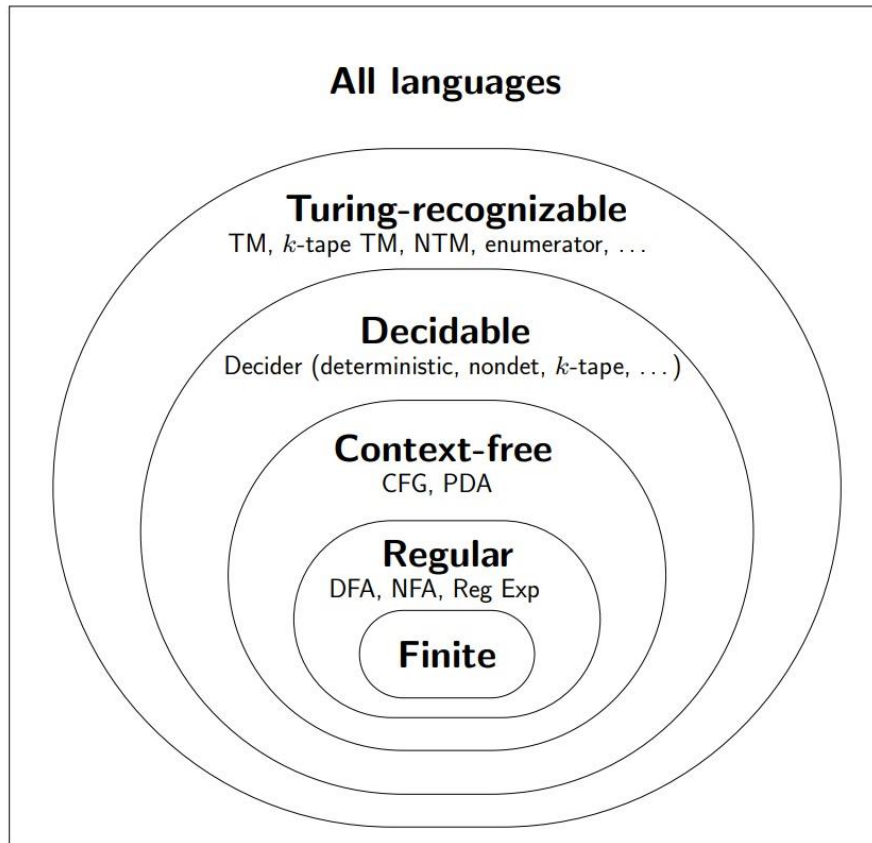 All languages
Turing-recognizable
TM, k-tape TM, NTM, enumerator, . . .
Decidable
Decider (deterministic, nondet, k-tape, . . . )
Context-free
CFG, PDA
Regular
DFA, NFA, Reg Exp
Finite